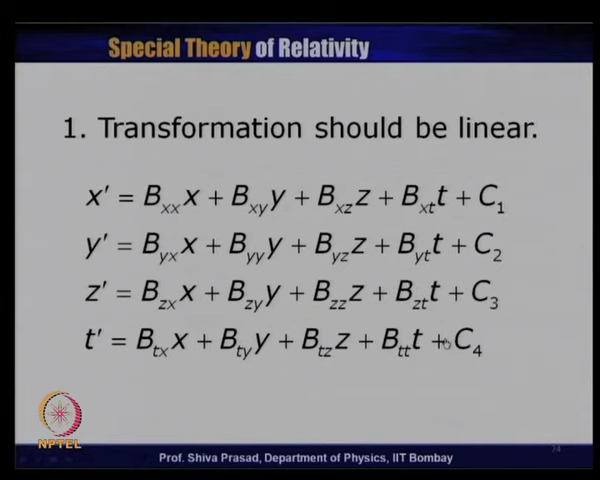 Special Theory of Relativity
1. Transformation should be linear.
x′ = B_xx x + B_xy y + B_xz z + B_xt t + C_1
y′ = B_yx x + B_yy y + B_yz z + B_yt t + C_2
z′ = B_zx x + B_zy y + B_zz z + B_zt t + C_3
t′ = B_tx x + B_ty y + B_tz z + B_tt t + C_4
NPTEL
Prof. Shiva Prasad, Department of Physics, IIT Bombay
24